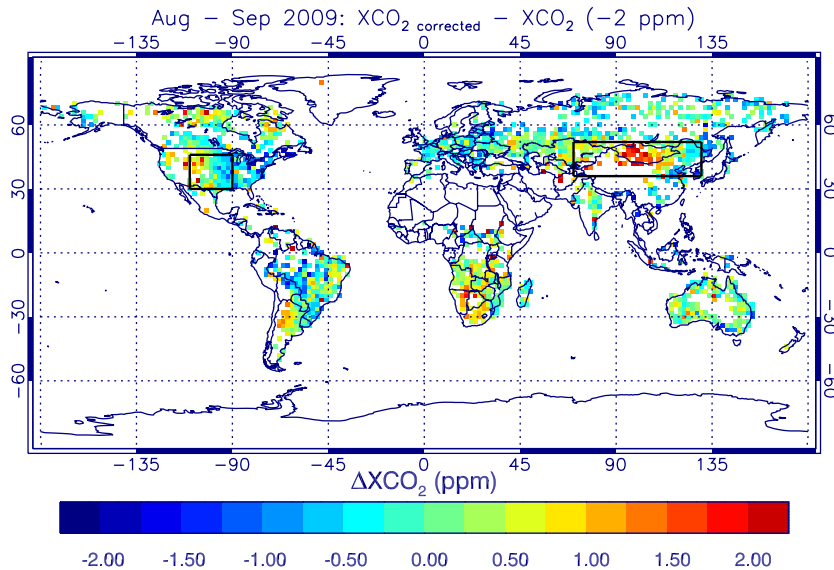 Aug – Sep 2009: XCO2 corrected – XCO2 (−2 ppm)
−135 −90 −45 0 45 90 135
60 60
30 30
0 0
−30 −30
−60 −60
−135 −90 −45 0 45 90 135
ΔXCO2 (ppm)
-2.00 -1.50 -1.00 -0.50 0.00 0.50 1.00 1.50 2.00